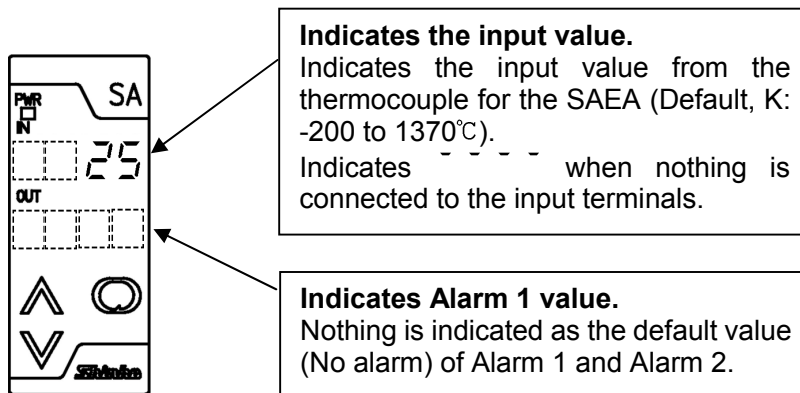 Indicates the input value.
Indicates the input value from the
thermocouple for the SAEA (Default, K:
-200 to 1370℃).
Indicates ‾ ‾ ‾ ‾ when nothing is
connected to the input terminals.
PWR
SA
IN
25
OUT
Indicates Alarm 1 value.
Nothing is indicated as the default value
(No alarm) of Alarm 1 and Alarm 2.
Shinko